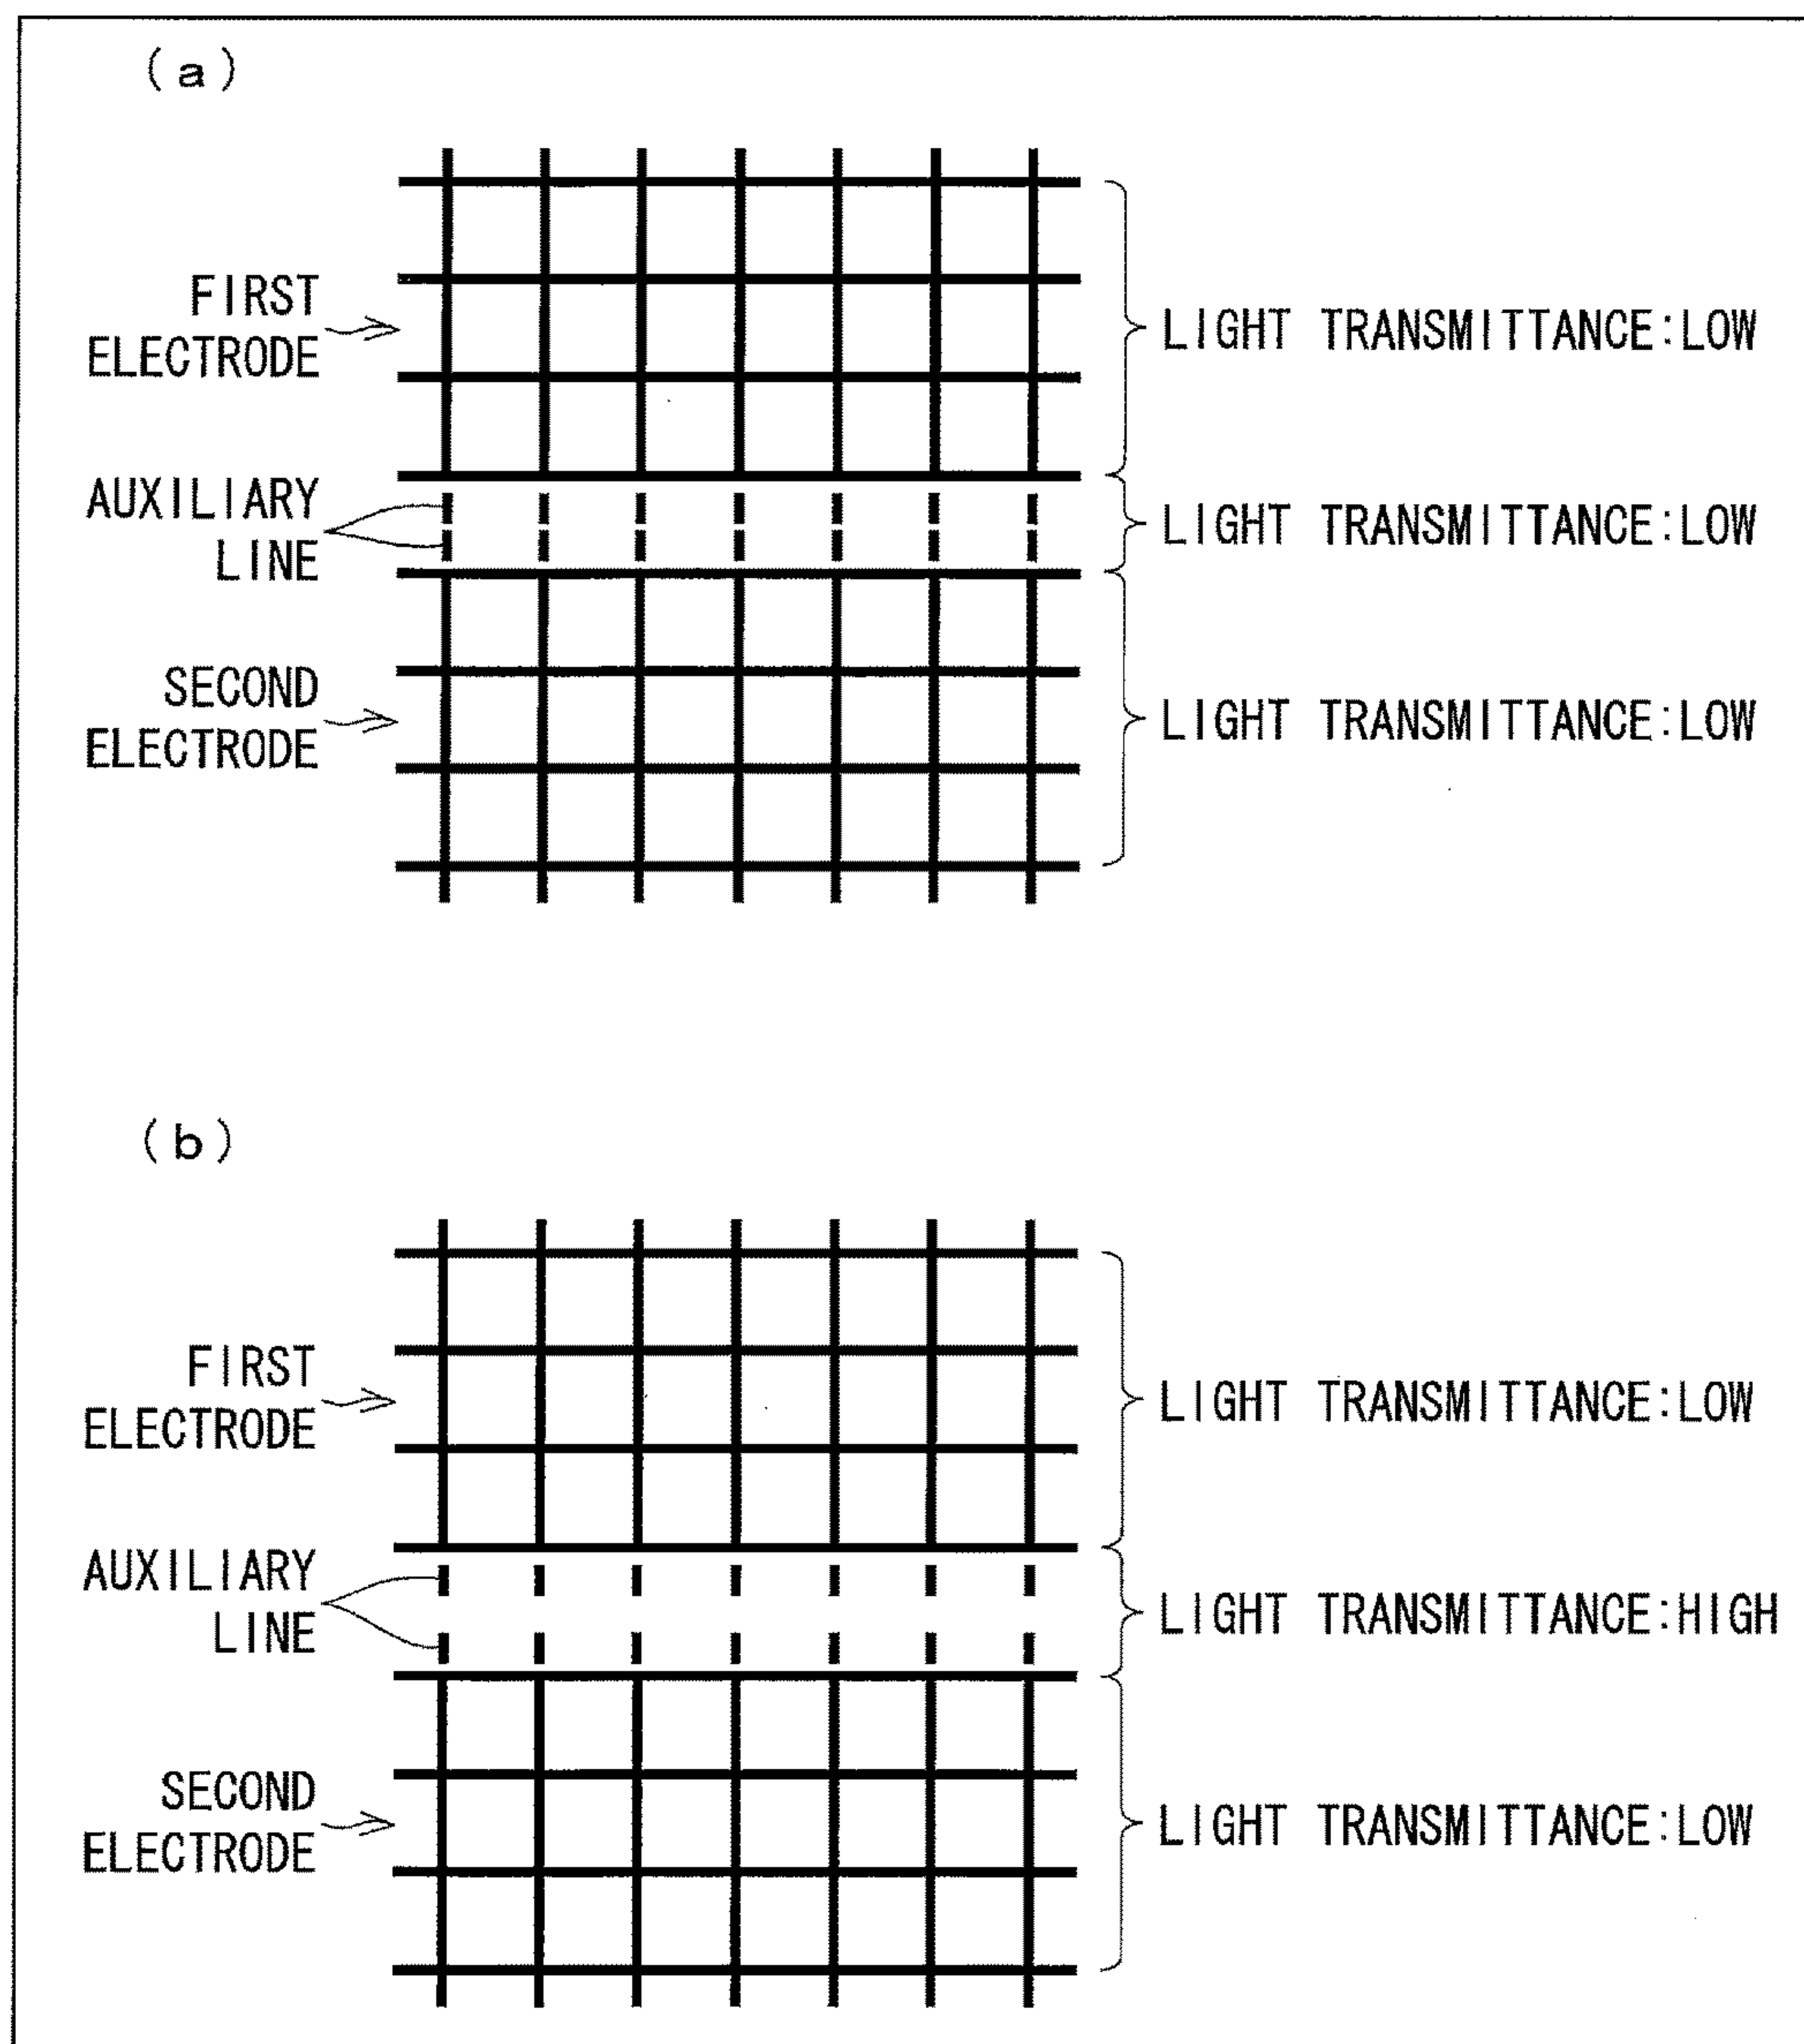 (a)
FIRST
ELECTRODE
LIGHT TRANSMITTANCE:LOW
AUXILIARY
LINE
LIGHT TRANSMITTANCE:LOW
SECOND
ELECTRODE
LIGHT TRANSMITTANCE:LOW
(b)
FIRST
ELECTRODE
LIGHT TRANSMITTANCE:LOW
AUXILIARY
LINE
LIGHT TRANSMITTANCE:HIGH
SECOND
ELECTRODE
LIGHT TRANSMITTANCE:LOW